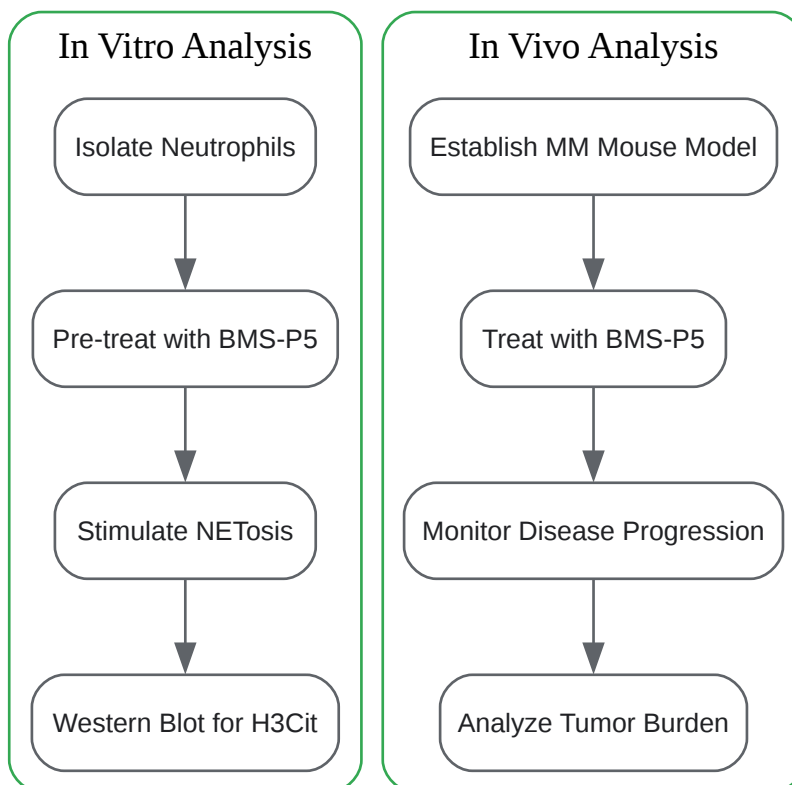 In Vitro Analysis
Isolate Neutrophils
Pre-treat with BMS-P5
Stimulate NETosis
Western Blot for H3Cit
In Vivo Analysis
Establish MM Mouse Model
Treat with BMS-P5
Monitor Disease Progression
Analyze Tumor Burden